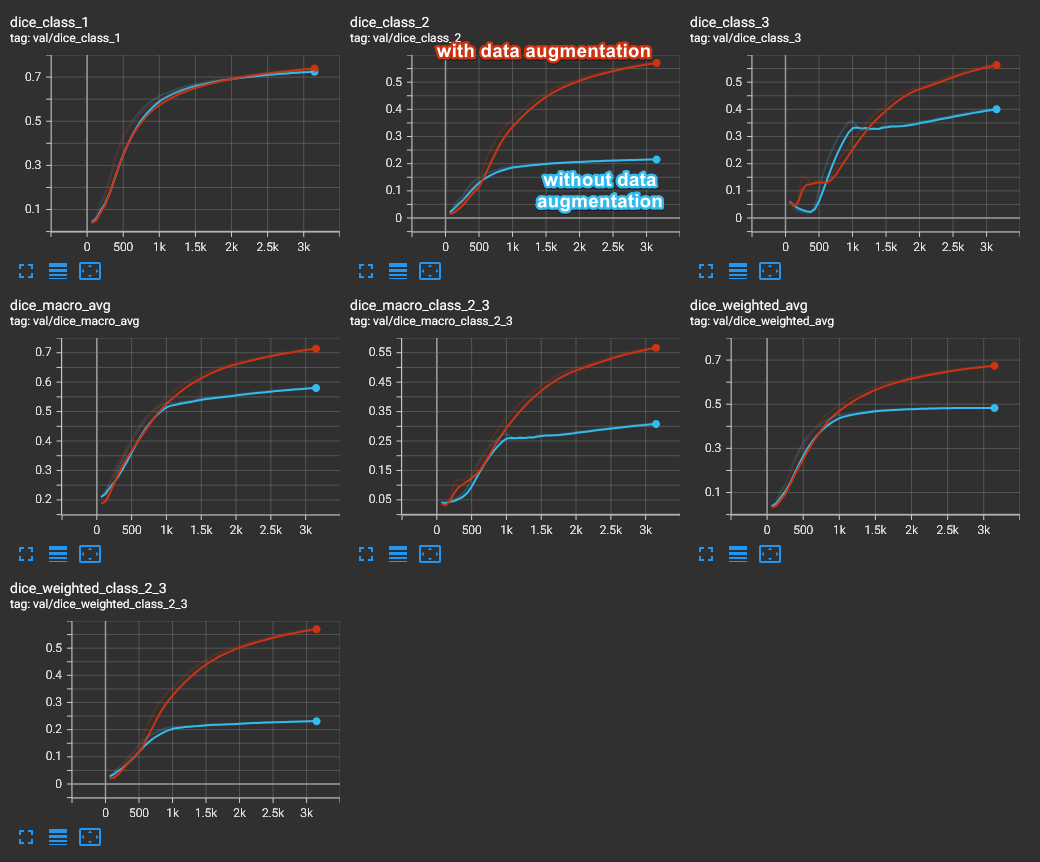 dice_class_1
tag: val/dice_class_1
0.7
0.5
0.3
0.1
0 500 1k 1.5k 2k 2.5k 3k
dice_class_2
tag: val/dice_class_2
with data augmentation
0.5
0.4
0.3
0.2
0.1
0
without data
augmentation
0 500 1k 1.5k 2k 2.5k 3k
dice_class_3
tag: val/dice_class_3
0.5
0.4
0.3
0.2
0.1
0
0 500 1k 1.5k 2k 2.5k 3k
dice_macro_avg
tag: val/dice_macro_avg
0.7
0.6
0.5
0.4
0.3
0.2
0 500 1k 1.5k 2k 2.5k 3k
dice_macro_class_2_3
tag: val/dice_macro_class_2_3
0.55
0.45
0.35
0.25
0.15
0.05
0 500 1k 1.5k 2k 2.5k 3k
dice_weighted_avg
tag: val/dice_weighted_avg
0.7
0.5
0.3
0.1
0 500 1k 1.5k 2k 2.5k 3k
dice_weighted_class_2_3
tag: val/dice_weighted_class_2_3
0.5
0.4
0.3
0.2
0.1
0
0 500 1k 1.5k 2k 2.5k 3k